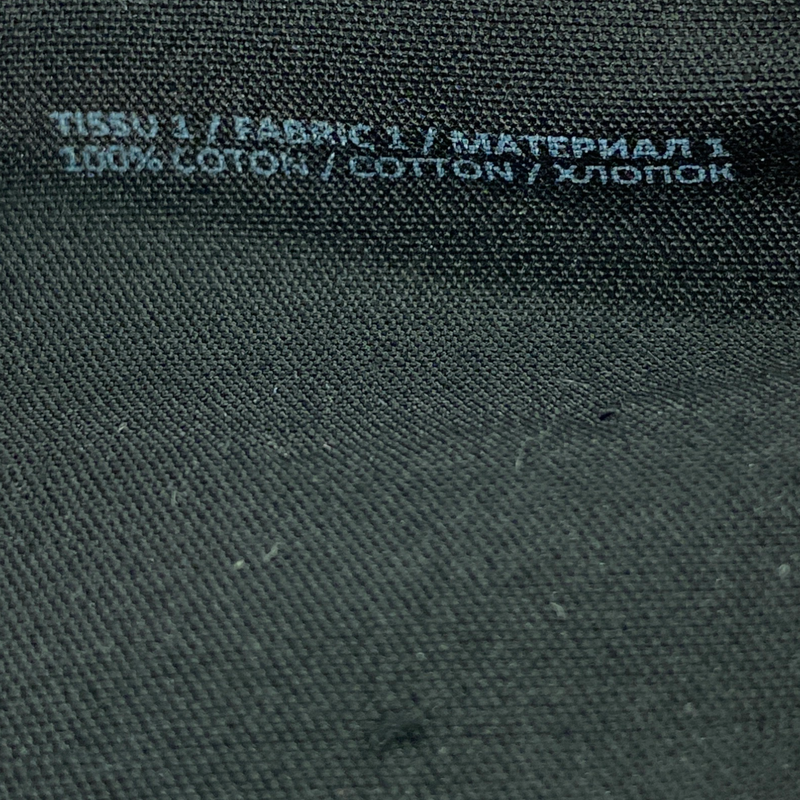 TISSU 1 / FABRIC 1 / МАТЕРИАЛ 1
100% COTON / COTTON / ХЛОПОК